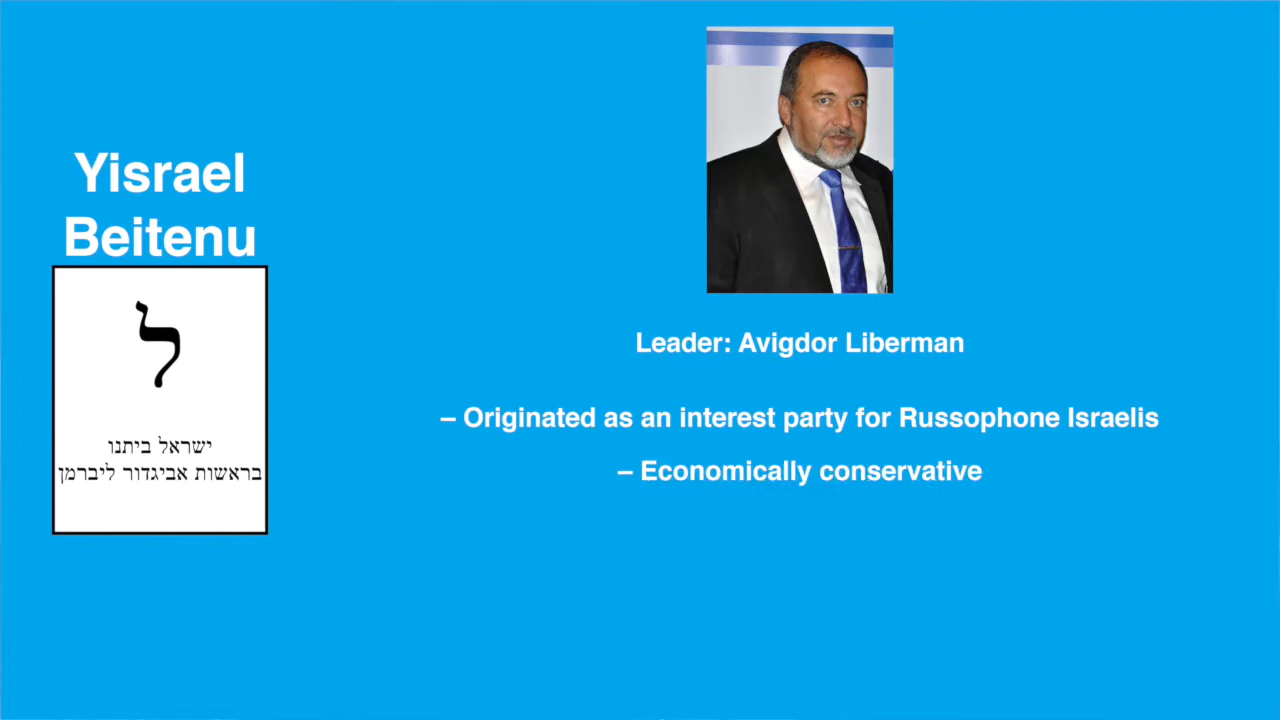 Yisrael
Beitenu
ל
ישראל ביתנו
בראשות אביגדור ליברמן
Leader: Avigdor Liberman
– Originated as an interest party for Russophone Israelis
– Economically conservative